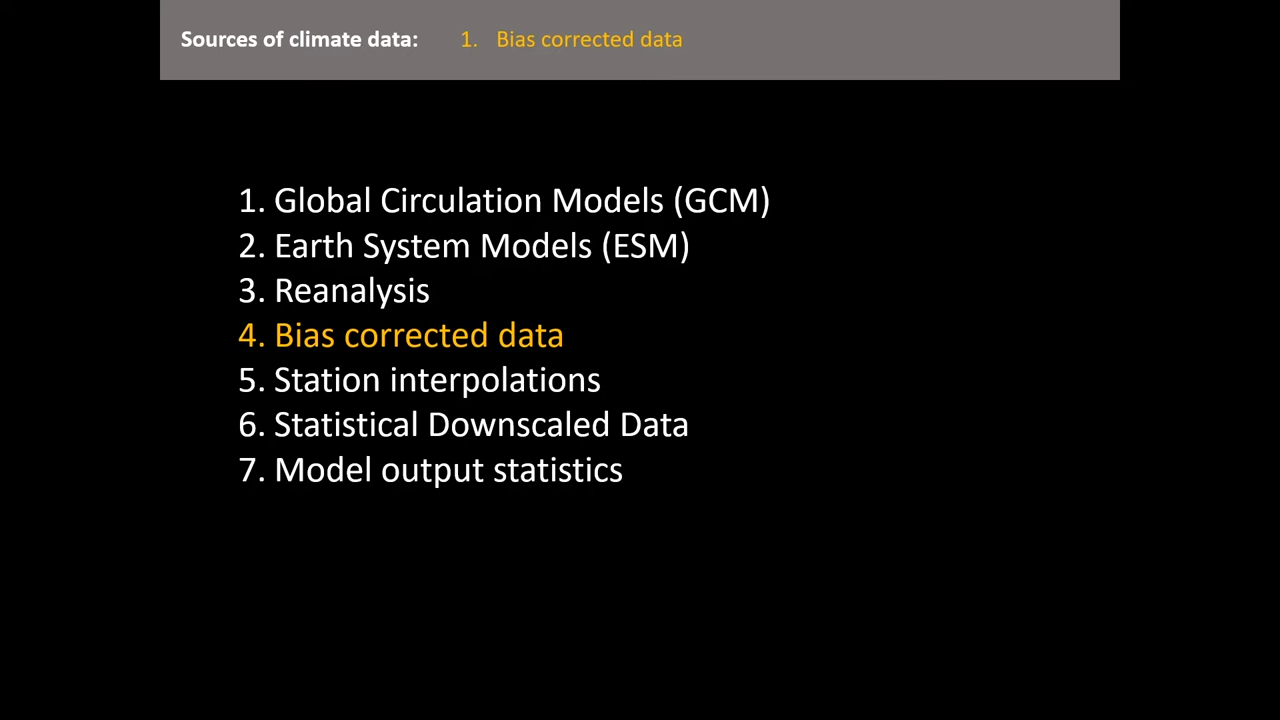 Sources of climate data: 1. Bias corrected data
1. Global Circulation Models (GCM)
2. Earth System Models (ESM)
3. Reanalysis
4. Bias corrected data
5. Station interpolations
6. Statistical Downscaled Data
7. Model output statistics